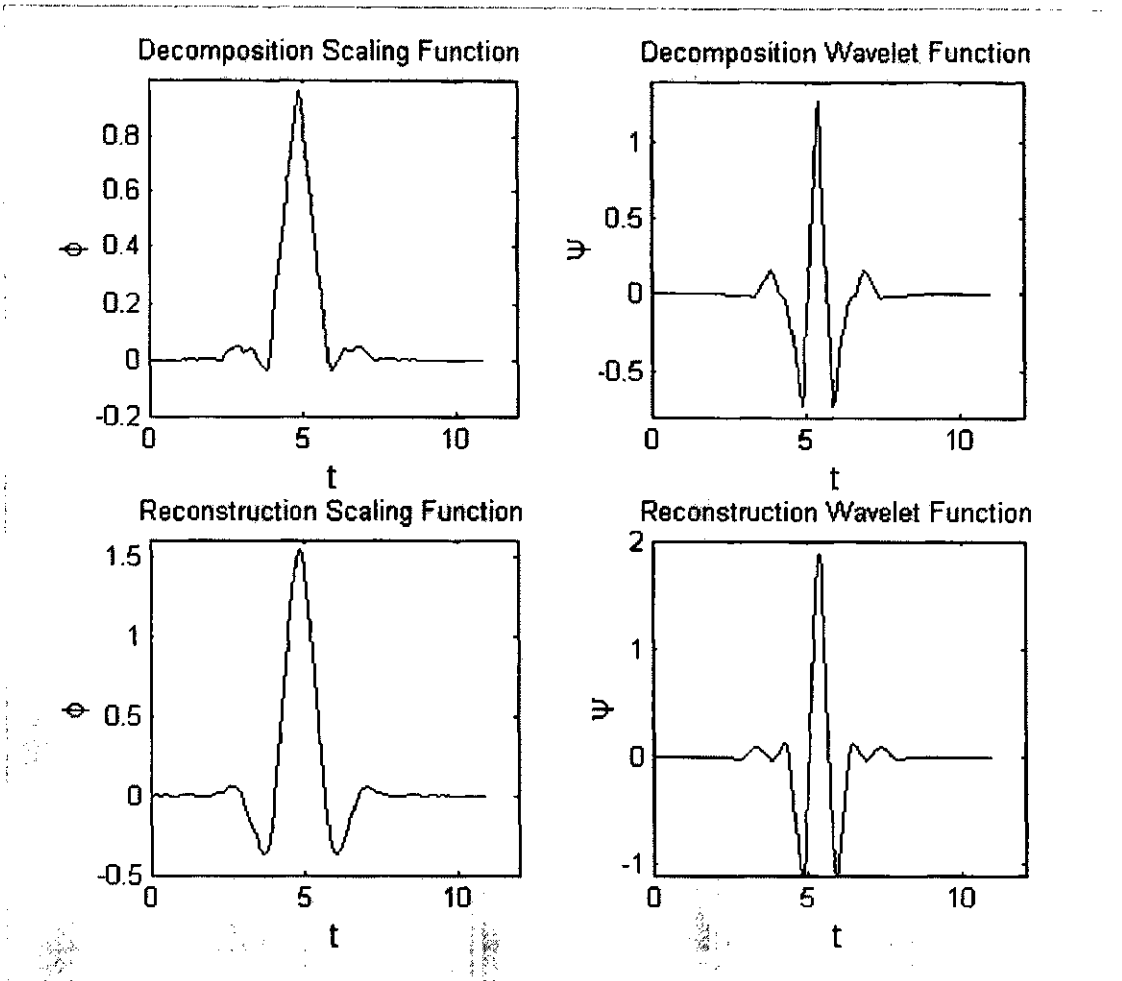 Decomposition Scaling Function
0.8
0.6
0.4
0.2
0
-0.2
ϕ
0 5 10
t
Decomposition Wavelet Function
1
0.5
0
-0.5
ψ
0 5 10
t
Reconstruction Scaling Function
1.5
1
0.5
0
-0.5
ϕ
0 5 10
t
Reconstruction Wavelet Function
2
1
0
-1
ψ
0 5 10
t